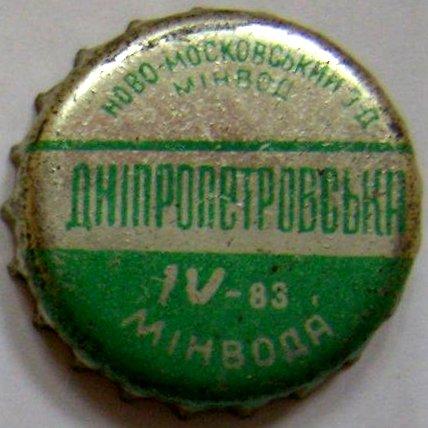 НОВО-МОСКОВСЬКИЙ З-Д
МІНВОД
ДНІПРОПЕТРОВСЬКА
IV-83
МІНВОДА